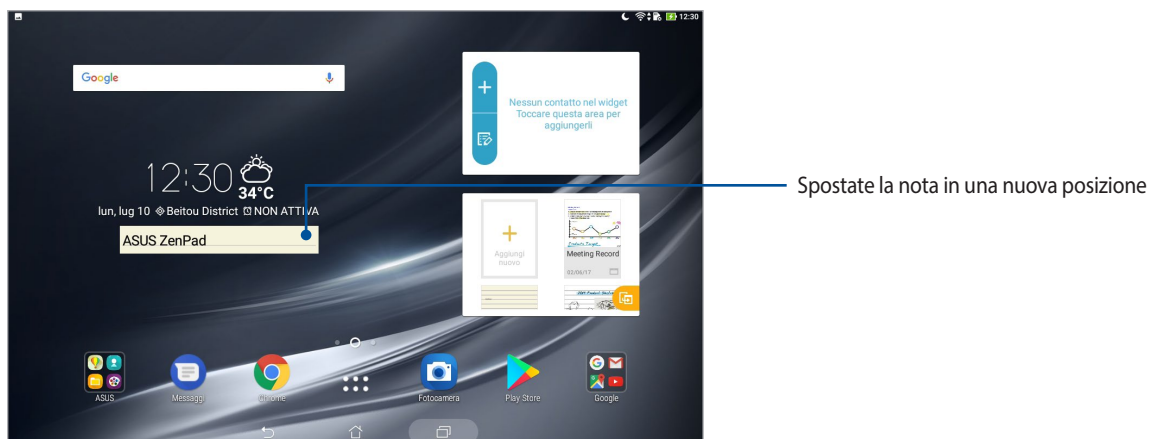 12:30
Google
Nessun contatto nel widget
Toccare questa area per
aggiungerli
12:30
34°C
lun, lug 10 Beitou District NON ATTIVA
ASUS ZenPad
Spostate la nota in una nuova posizione
Aggiungi
nuovo
Meeting Record
02/06/17
ASUS
Messaggi
Chrome
Fotocamera
Play Store
Google